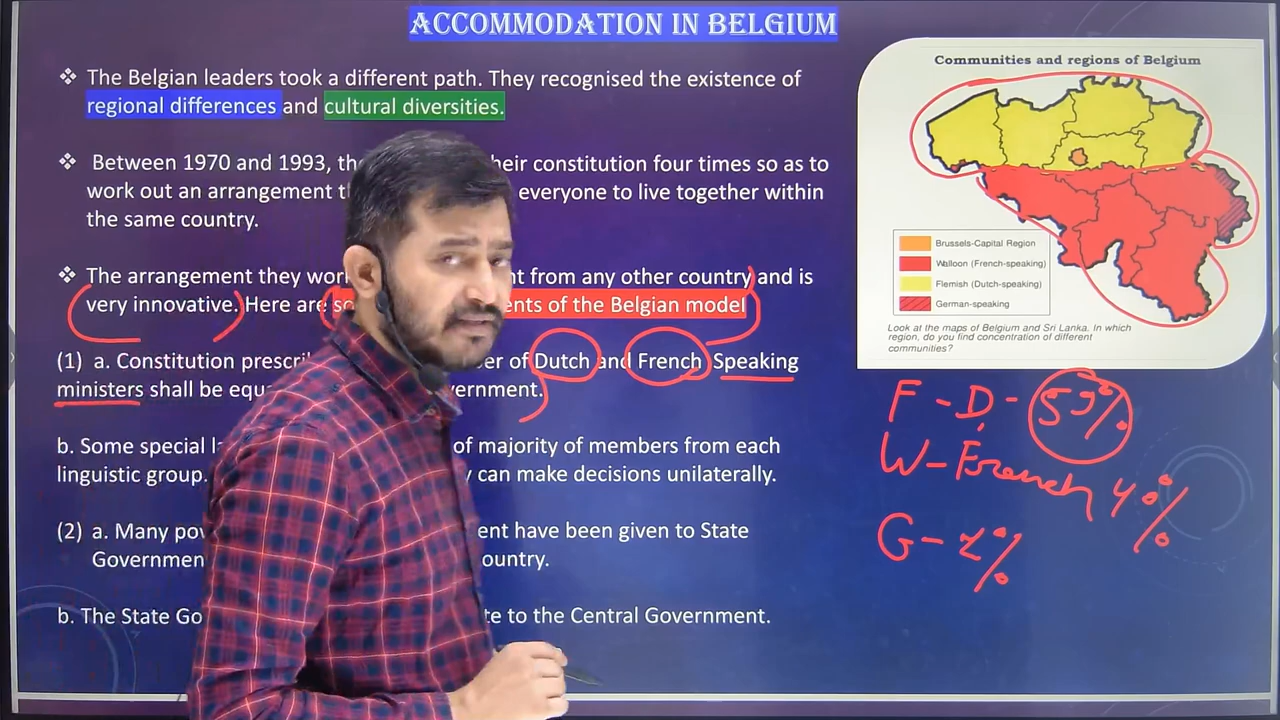 ACCOMMODATION IN BELGIUM
❖ The Belgian leaders took a different path. They recognised the existence of
regional differences and cultural diversities.
❖ Between 1970 and 1993, heir constitution four times so as to
work out an arrangement everyone to live together within
the same country.
❖ The arrangement they wor t from any other country and is
very innovative. Here are so ents of the Belgian model
(1) a. Constitution prescri er of Dutch and French Speaking
ministers shall be equ vernment.
b. Some special l of majority of members from each
linguistic group. y can make decisions unilaterally.
(2) a. Many pow ent have been given to State
Governmen ountry.
b. The State Go te to the Central Government.
Communities and regions of Belgium
Brussels-Capital Region
Walloon (French-speaking)
Flemish (Dutch-speaking)
German-speaking
Look at the maps of Belgium and Sri Lanka. In which
region, do you find concentration of different
communities?
F - D - 59%
W - French 40%
G - 1%